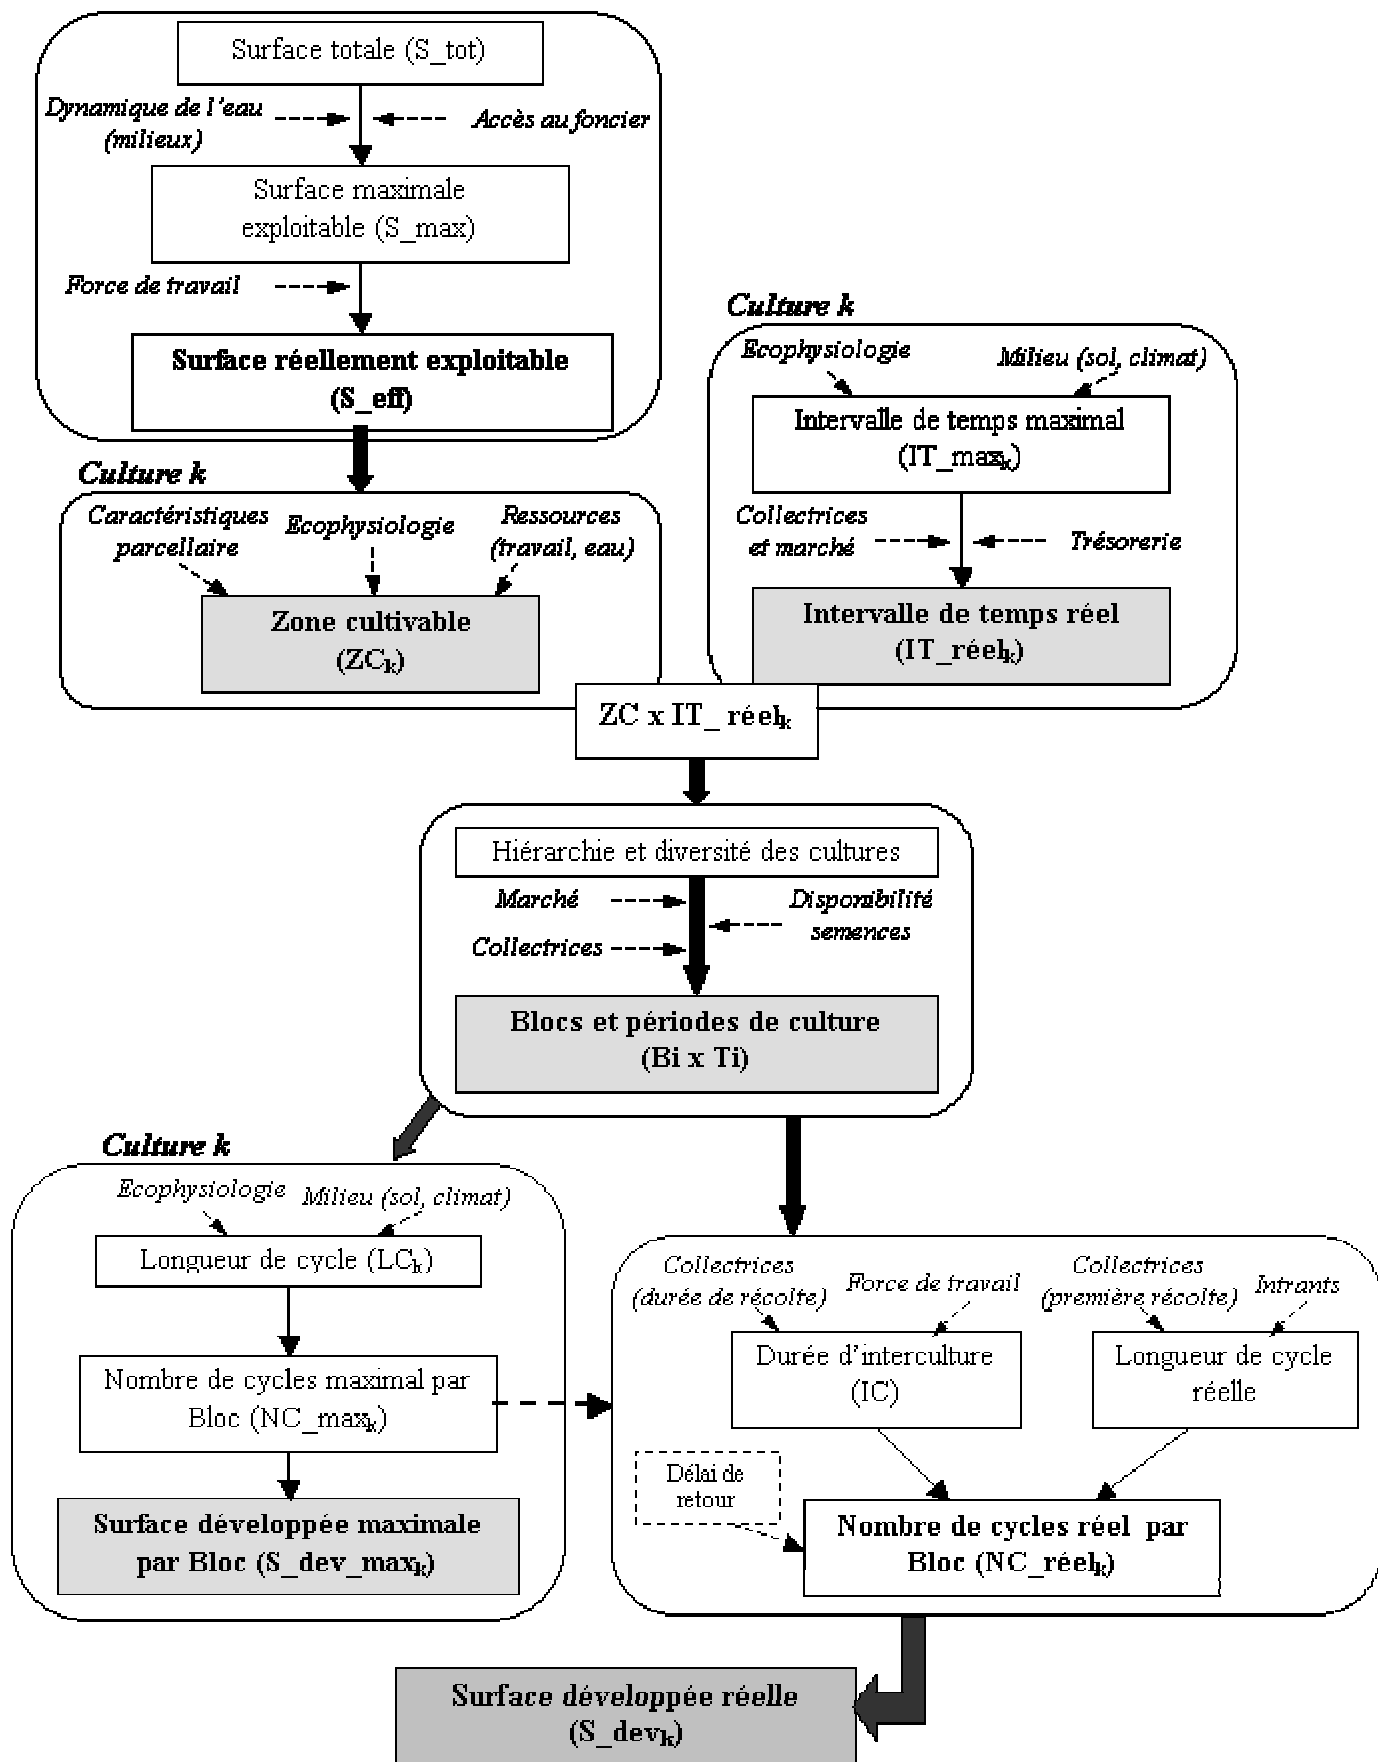 Surface totale (S_tot)
Dynamique de l'eau
(milieux)
Accès au foncier
Surface maximale
exploitable (S_max)
Force de travail
Surface réellement exploitable
(S_eff)
Culture k
Ecophysiologie
Milieu (sol, climat)
Intervalle de temps maximal
(IT_maxk)
Collectrices
et marché
Trésorerie
Intervalle de temps réel
(IT_réelk)
Culture k
Caractéristiques
parcellaire
Ecophysiologie
Ressources
(travail, eau)
Zone cultivable
(ZCk)
ZC x IT_ réelk
Hiérarchie et diversité des cultures
Marché
Disponibilité
semences
Collectrices
Blocs et périodes de culture
(Bi x Ti)
Culture k
Ecophysiologie
Milieu (sol, climat)
Longueur de cycle (LCk)
Nombre de cycles maximal par
Bloc (NC_maxk)
Surface développée maximale
par Bloc (S_dev_maxk)
Collectrices
(durée de récolte)
Force de travail
Collectrices
(première récolte)
Intrants
Durée d'interculture
(IC)
Longueur de cycle
réelle
Délai de
retour
Nombre de cycles réel par
Bloc (NC_réelk)
Surface développée réelle
(S_devk)